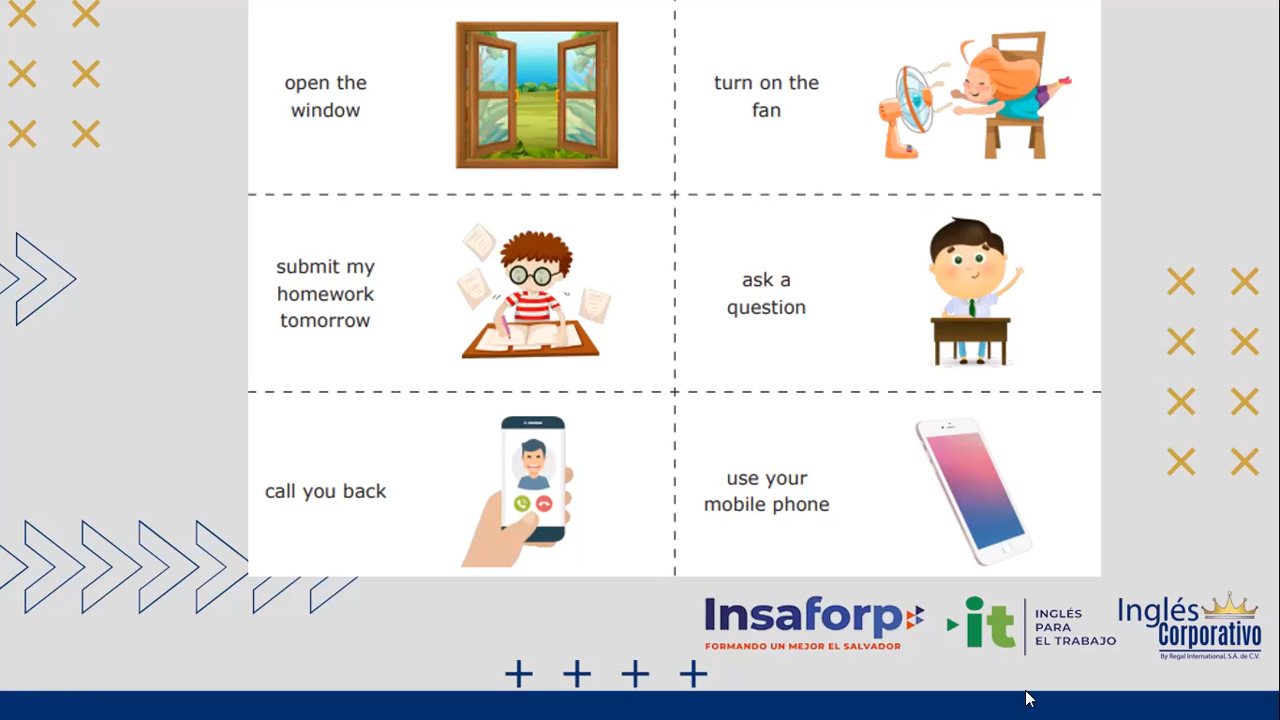 open the
window
turn on the
fan
submit my
homework
tomorrow
ask a
question
call you back
use your
mobile phone
Insaforp
FORMANDO UN MEJOR EL SALVADOR
it
INGLÉS
PARA
EL TRABAJO
Inglés
Corporativo
By Regal International, S.A. de C.V.